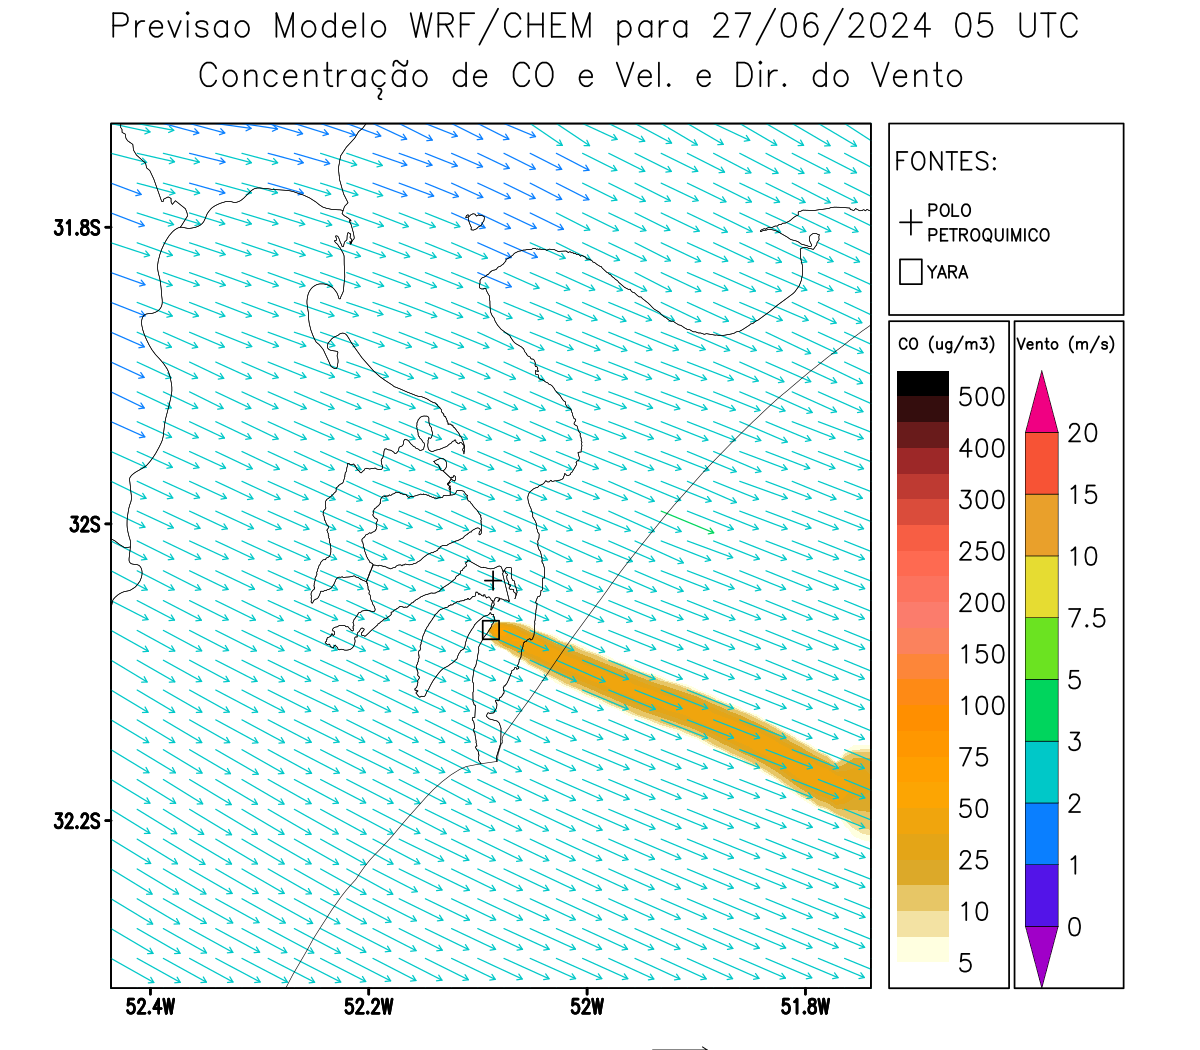 Previsao Modelo WRF/CHEM para 27/06/2024 05 UTC
Concentração de CO e Vel. e Dir. do Vento
FONTES:
POLO
PETROQUIMICO
YARA
CO (ug/m3)
500
400
300
250
200
150
100
75
50
25
10
5
Vento (m/s)
20
15
10
7.5
5
3
2
1
0
31.8S
32S
32.2S
52.4W
52.2W
52W
51.8W